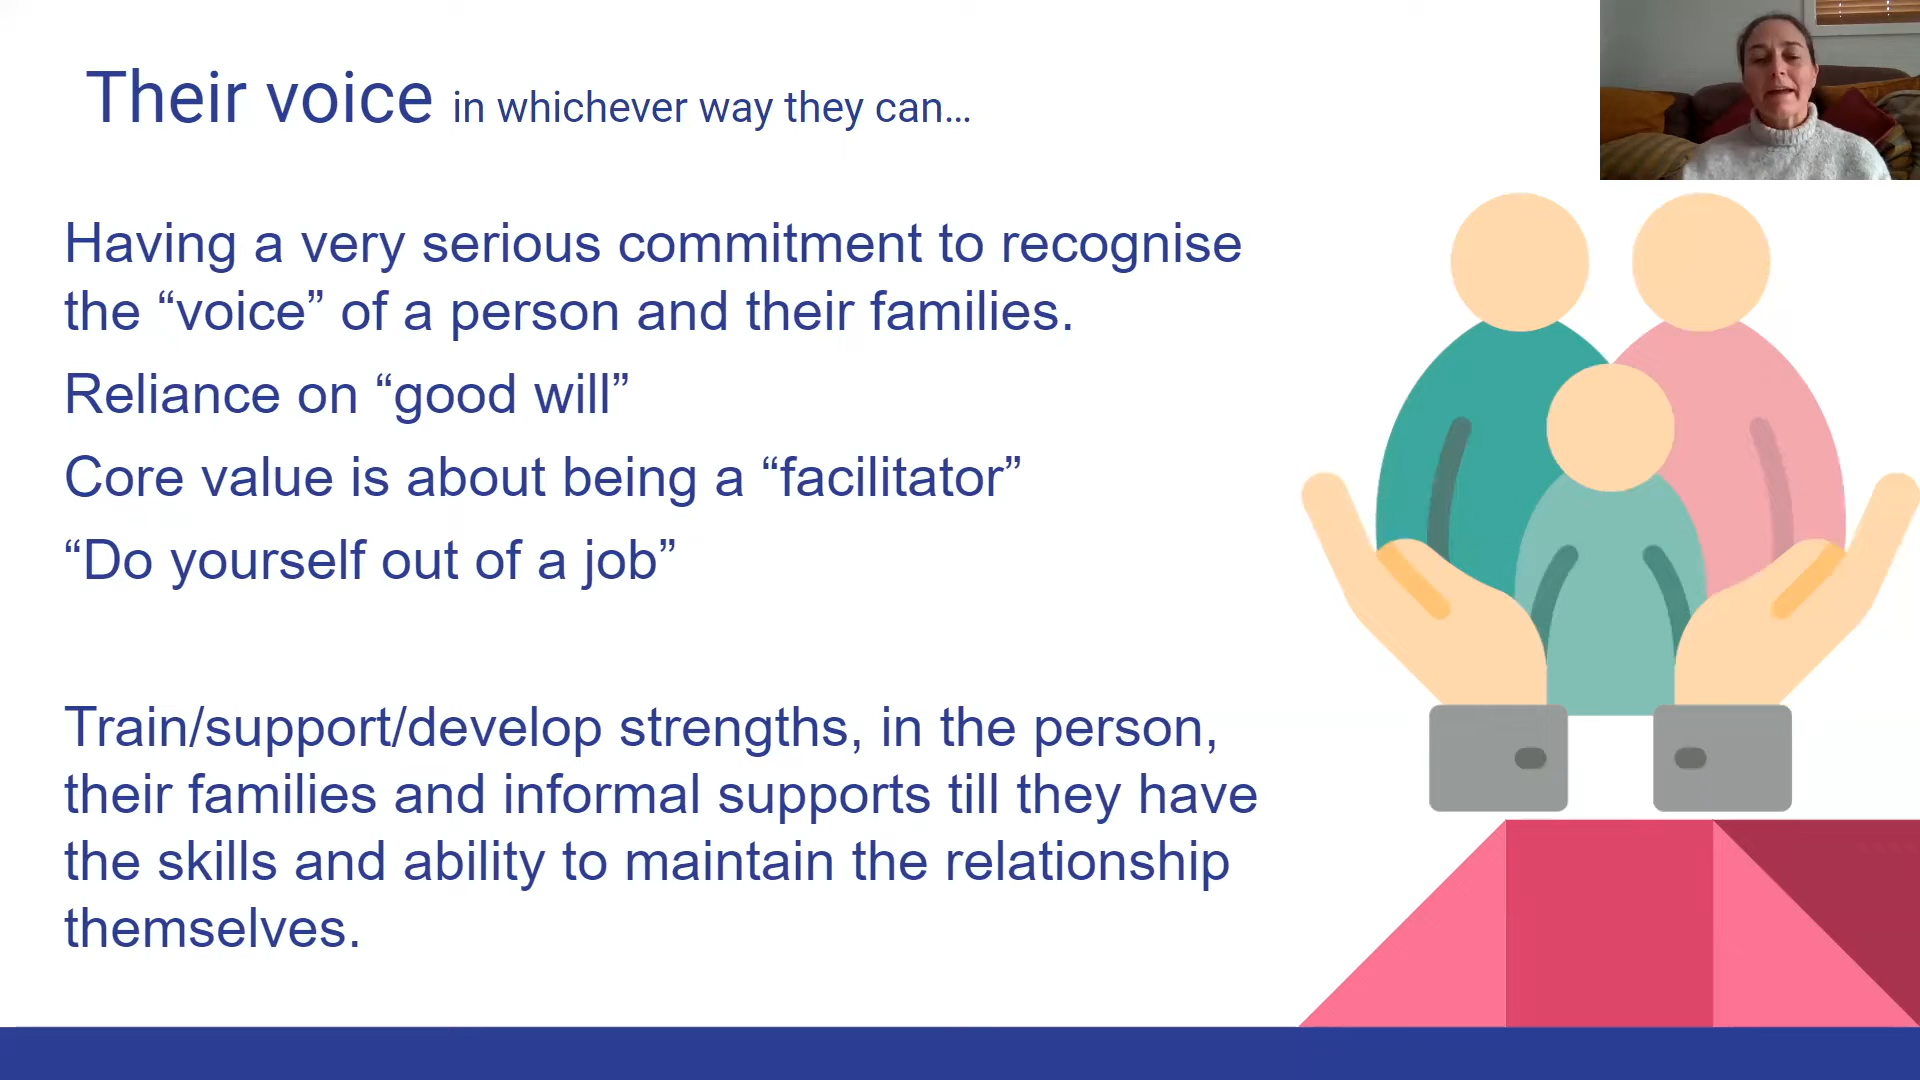 Their voice in whichever way they can...
Having a very serious commitment to recognise
the “voice” of a person and their families.
Reliance on “good will”
Core value is about being a “facilitator”
“Do yourself out of a job”
Train/support/develop strengths, in the person,
their families and informal supports till they have
the skills and ability to maintain the relationship
themselves.